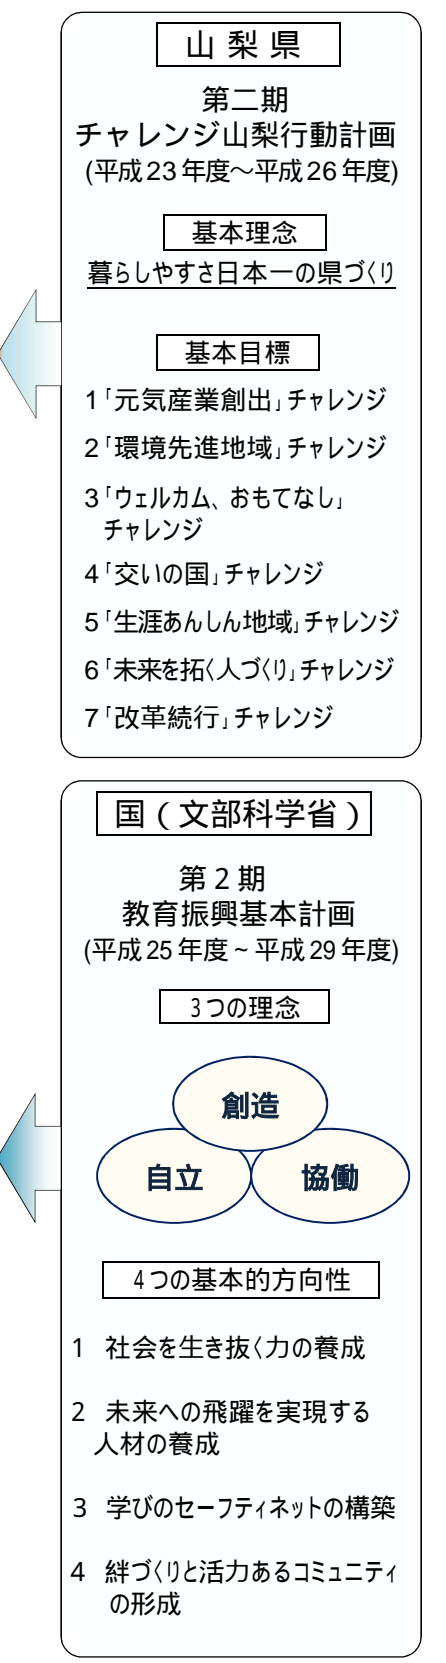 山梨県
第二期
チャレンジ山梨行動計画
(平成23年度～平成26年度)
基本理念
暮らしやすさ日本一の県づくり
基本目標
1「元気産業創出」チャレンジ
2「環境先進地域」チャレンジ
3「ウェルカム、おもてなし」
チャレンジ
4「交いの国」チャレンジ
5「生涯あんしん地域」チャレンジ
6「未来を拓く人づくり」チャレンジ
7「改革続行」チャレンジ
国(文部科学省)
第2期
教育振興基本計画
(平成25年度~平成29年度)
3つの理念
創造
自立 協働
4つの基本的方向性
1 社会を生き抜く力の養成
2 未来への飛躍を実現する
人材の養成
3 学びのセーフティネットの構築
4 絆づくりと活力あるコミュニティ
の形成